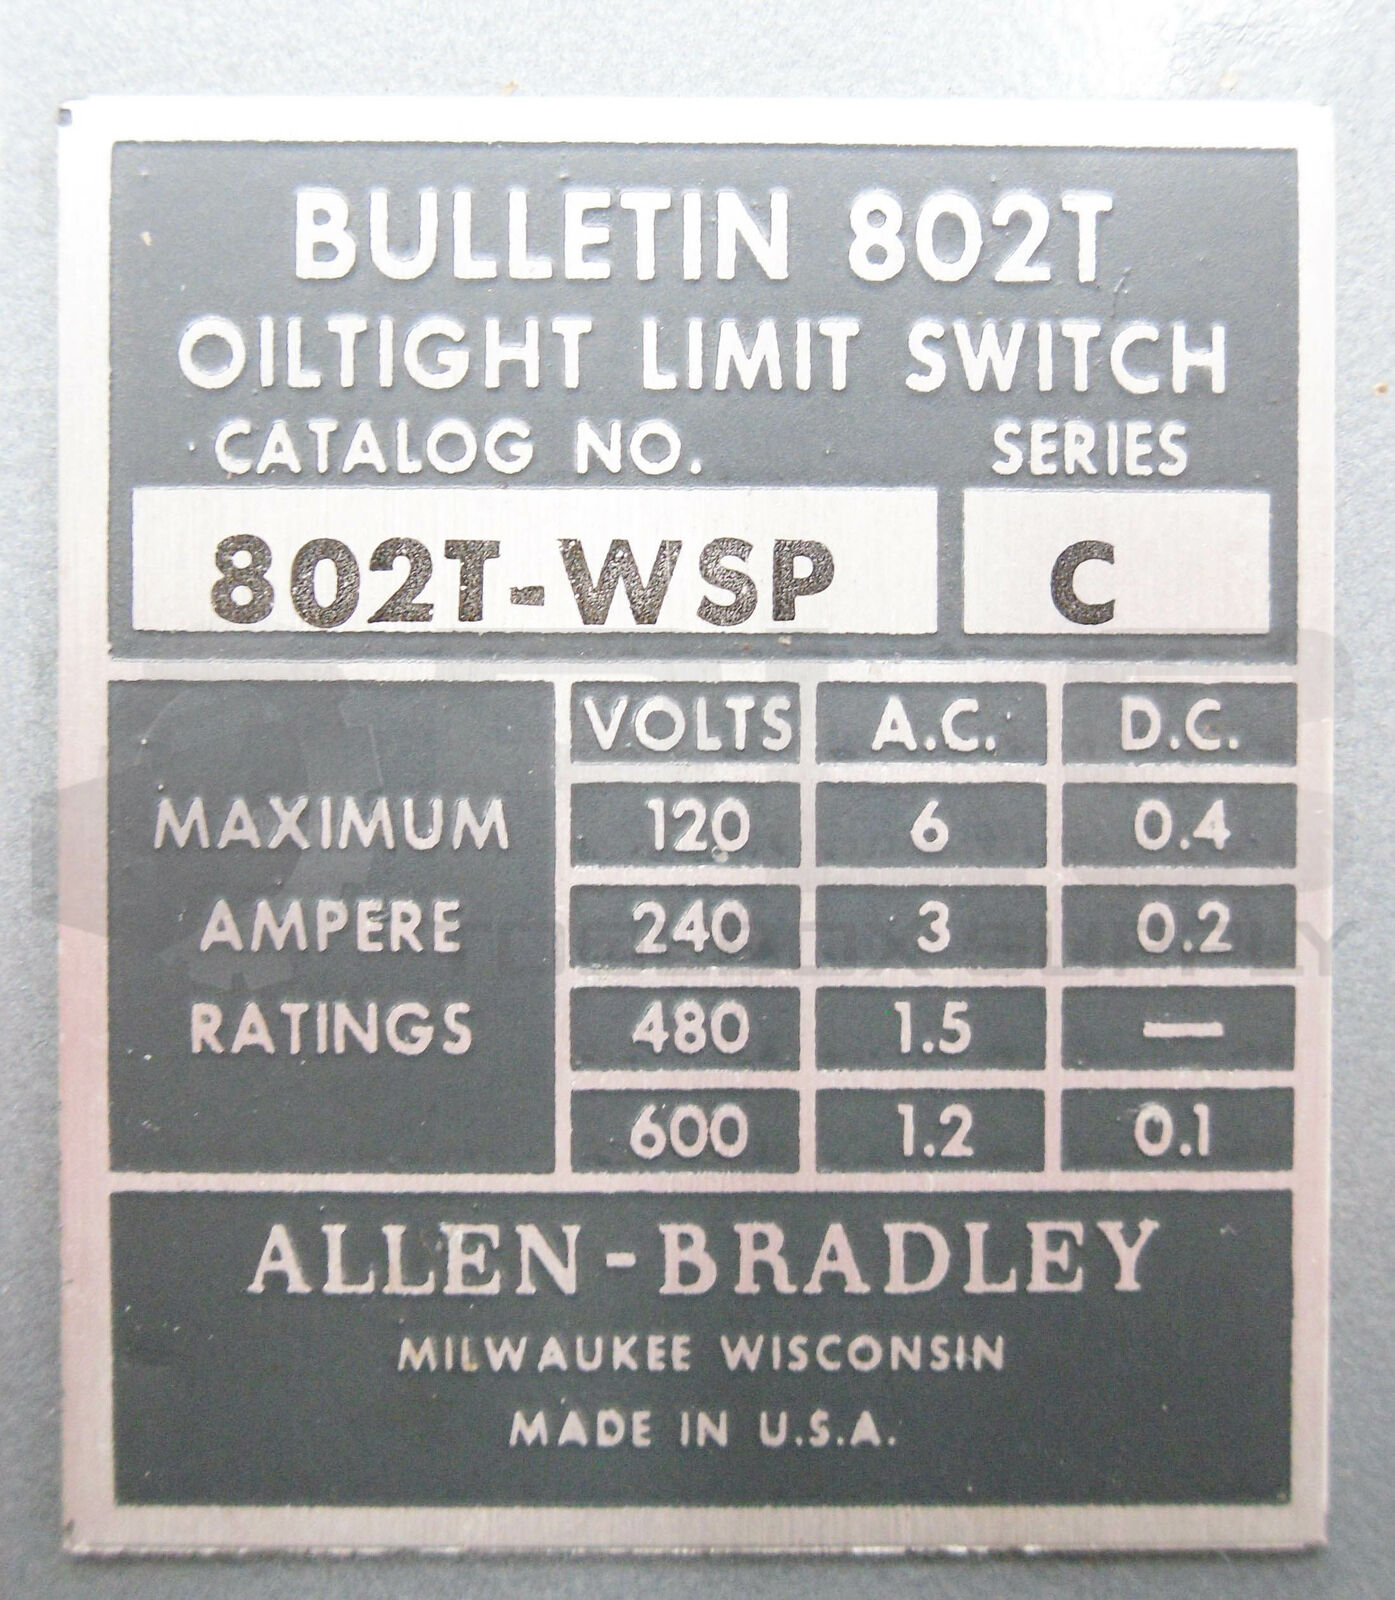 BULLETIN 802T
OILTIGHT LIMIT SWITCH
CATALOG NO. SERIES
802T-WSP C
VOLTS A.C. D.C.
MAXIMUM 120 6 0.4
AMPERE 240 3 0.2
RATINGS 480 1.5 —
600 1.2 0.1
ALLEN-BRADLEY
MILWAUKEE WISCONSIN
MADE IN U.S.A.